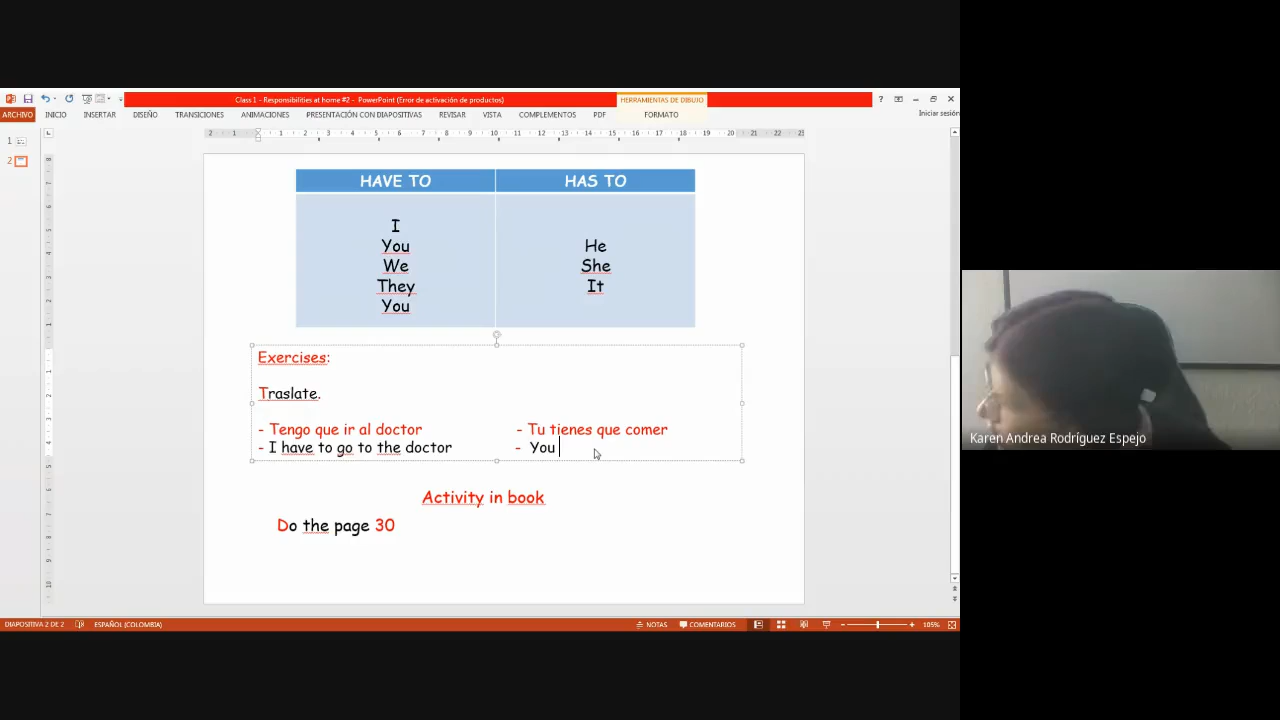 Class 1 - Responsibilities at home #2 - PowerPoint (Error de activación de productos)
HERRAMIENTAS DE DIBUJO
ARCHIVO INICIO INSERTAR DISEÑO TRANSICIONES ANIMACIONES PRESENTACIÓN CON DIAPOSITIVAS REVISAR VISTA COMPLEMENTOS PDF FORMATO Iniciar sesión
1
2
HAVE TO HAS TO
I
You
We
They
You
He
She
It
Exercises:
Traslate.
- Tengo que ir al doctor
- I have to go to the doctor
- Tu tienes que comer
- You
Activity in book
Do the page 30
Karen Andrea Rodríguez Espejo
DIAPOSITIVA 2 DE 2 ESPAÑOL (COLOMBIA) NOTAS COMENTARIOS 105%